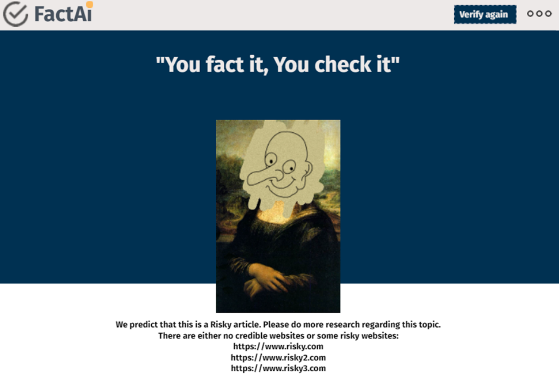 FactAi
Verify again
"You fact it, You check it"
We predict that this is a Risky article. Please do more research regarding this topic.
There are either no credible websites or some risky websites:
https://www.risky.com
https://www.risky2.com
https://www.risky3.com